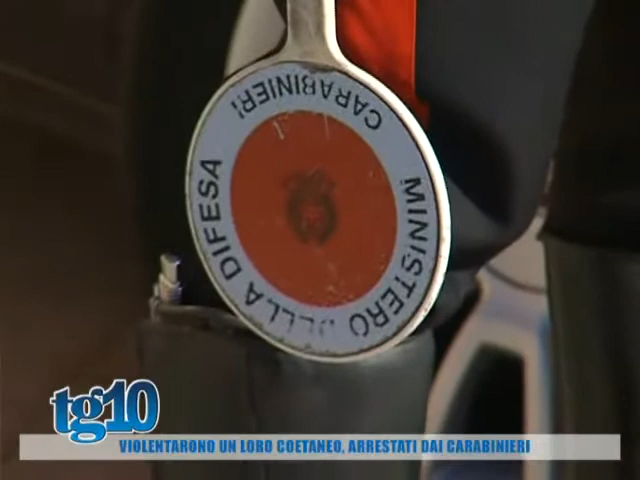 CARABINIERI
MINISTERO DELLA DIFESA
tg10
VIOLENTARONO UN LORO COETANEO, ARRESTATI DAI CARABINIERI